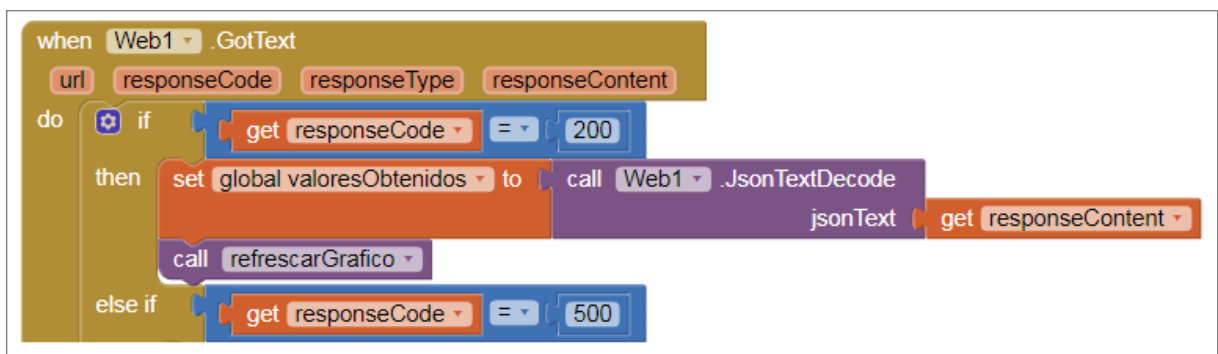 when Web1 .GotText
url responseCode responseType responseContent
do if get responseCode = 200
then set global valoresObtenidos to call Web1 .JsonTextDecode
jsonText get responseContent
call refrescarGrafico
else if get responseCode = 500